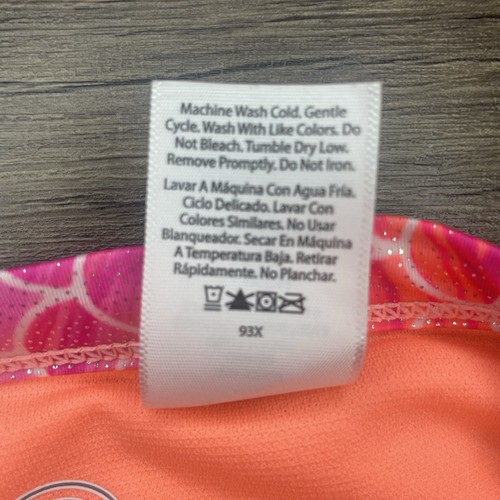 Machine Wash Cold. Gentle
Cycle. Wash With Like Colors. Do
Not Bleach. Tumble Dry Low.
Remove Promptly. Do Not Iron.
Lavar A Máquina Con Agua Fría.
Ciclo Delicado. Lavar Con
Colores Similares. No Usar
Blanqueador. Secar En Máquina
A Temperatura Baja. Retirar
Rápidamente. No Planchar.
93X